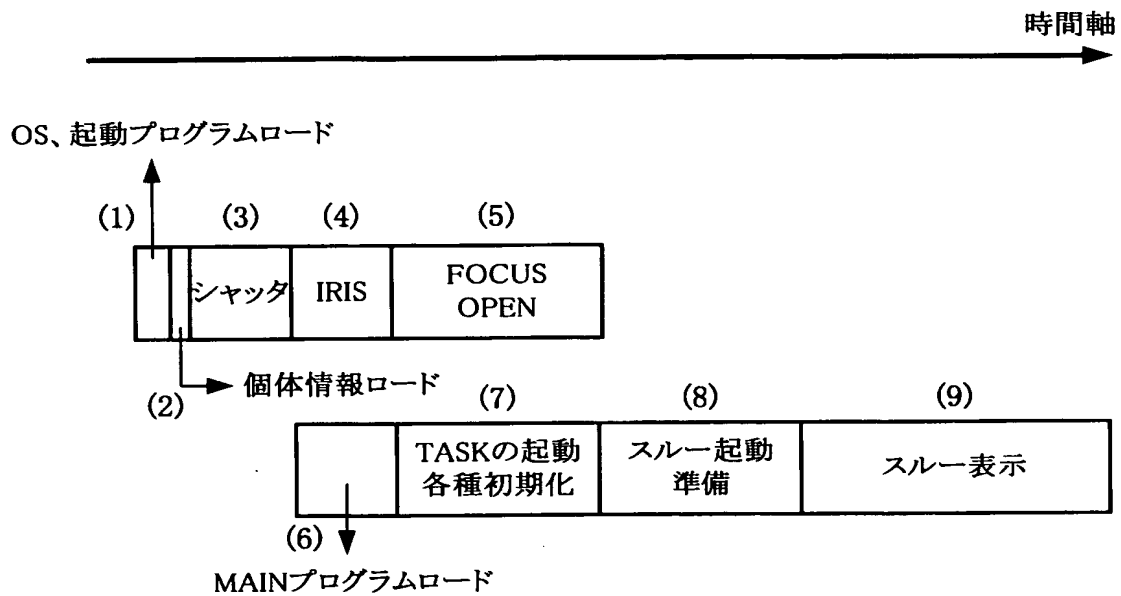 時間軸
OS、起動プログラムロード
(1)
(3)
(4)
(5)
シャッタ
IRIS
FOCUS
OPEN
個体情報ロード
(2)
(7)
(8)
(9)
TASKの起動
各種初期化
スルー起動
準備
スルー表示
(6)
MAINプログラムロード